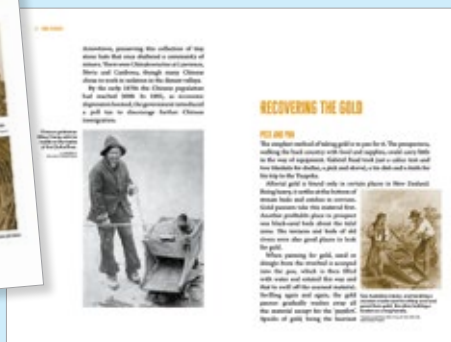 Arrowtown, preserving this collection of tiny
stone huts that once sheltered a community of
miners. There were Chinatowns too at Lawrence,
Nevis and Cardrona, though many Chinese
chose to work in isolation in the distant valleys.
By the early 1870s the Chinese population
had reached 5000. In 1881, as economic
depression loomed, the government introduced
a poll tax to discourage further Chinese
immigration.
RECOVERING THE GOLD
PICK AND PAN
The simplest method of taking gold is to pan for it. The prospectors,
walking the back country with food and supplies, could carry little
in the way of equipment. Gabriel Read took just a calico tent and
two blankets for shelter, a pick and shovel, a tin dish and a knife for
his trip to the Tuapeka.
Alluvial gold is found only in certain places in New Zealand.
Being heavy, it settles at the bottom of
stream beds and catches in crevices.
Gold panners take this material first.
Another profitable place to prospect
was black-sand beds about the tidal
zone. The terraces and beds of old
rivers were also good places to look
for gold.
When panning for gold, sand or
shingle from the riverbed is scooped
into the pan, which is then filled
with water and rotated this way and
that to swill off the unwanted material.
Swilling again and again, the gold
panner gradually washes away all
the material except for the
Specks of gold, being the heaviest